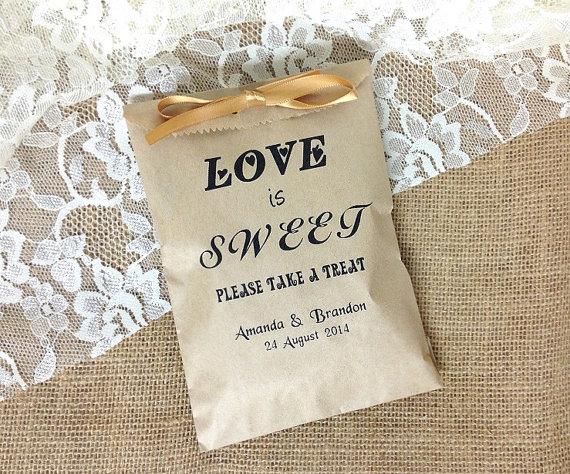 LOVE
is
SWEET
PLEASE TAKE A TREAT
Amanda & Brandon
24 August 2014